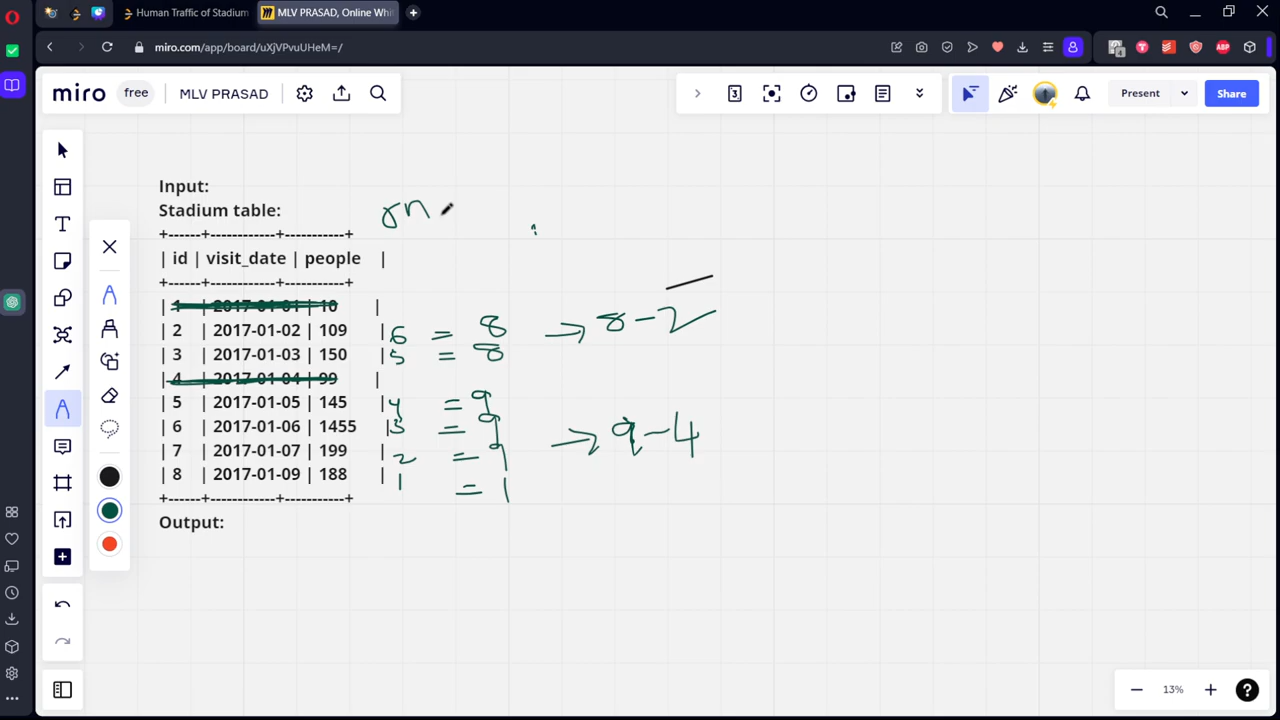 Human Traffic of Stadium
MLV PRASAD, Online Whi
miro.com/app/board/uXjVPvuUHeM=/
miro free MLV PRASAD
3
Present
Share
Input:
Stadium table:
rn
+------+------------+-----------+
| id | visit_date | people |
+------+------------+-----------+
| 1 | 2017-01-01 | 10 |
| 2 | 2017-01-02 | 109 | 6 = 8 → 8-2
| 3 | 2017-01-03 | 150 | 5 = 8
| 4 | 2017-01-04 | 99 |
| 5 | 2017-01-05 | 145 | 4 = 9
| 6 | 2017-01-06 | 1455 | 3 = 9 → 9-4
| 7 | 2017-01-07 | 199 | 2 = 9
| 8 | 2017-01-09 | 188 | 1 = 1
+------+------------+-----------+
Output:
13%